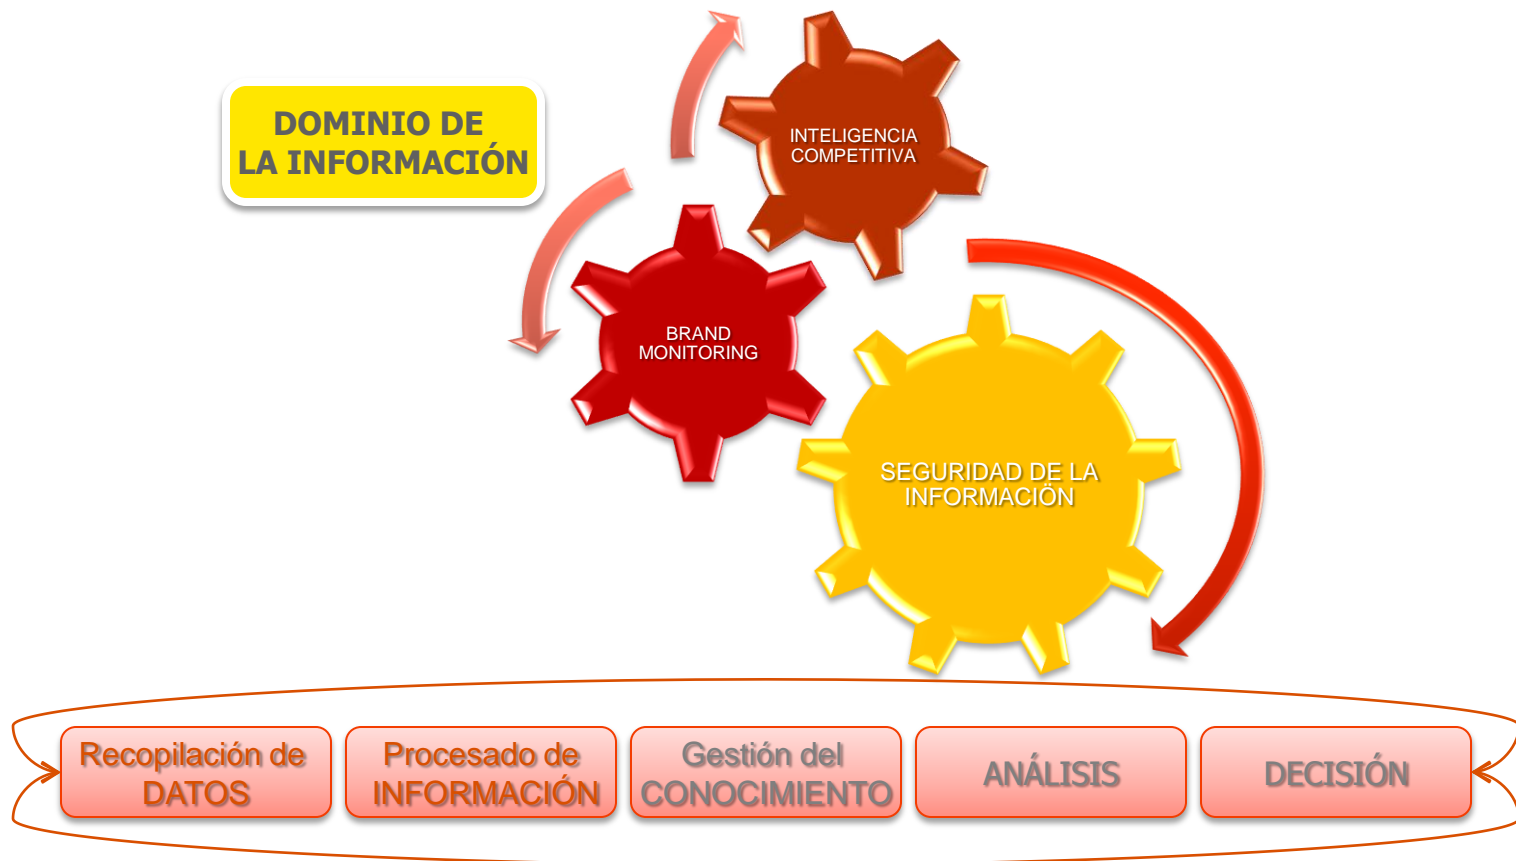 DOMINIO DE
LA INFORMACIÓN
INTELIGENCIA
COMPETITIVA
BRAND
MONITORING
SEGURIDAD DE LA
INFORMACIÖN
Recopilación de
DATOS
Procesado de
INFORMACIÓN
Gestión del
CONOCIMIENTO
ANÁLISIS
DECISIÓN